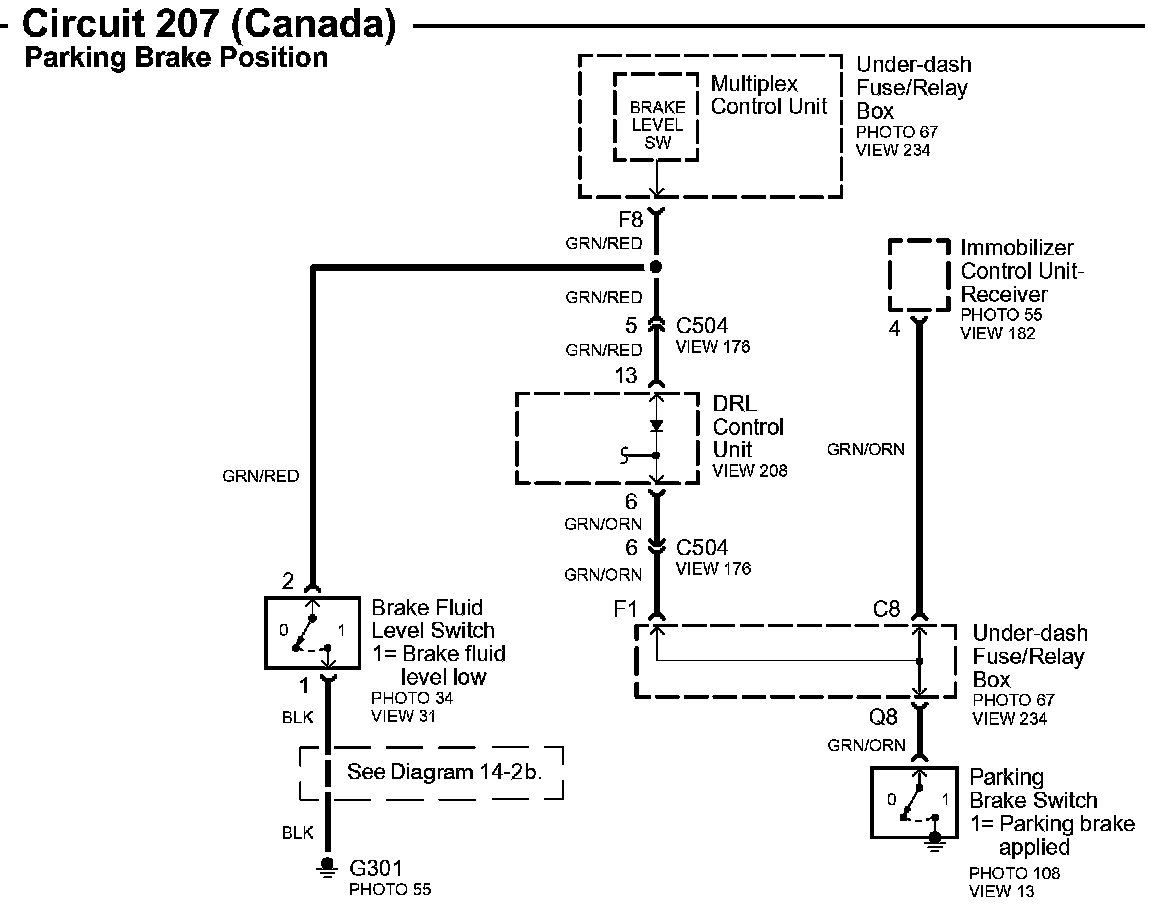 Circuit 207 (Canada)
Parking Brake Position
Under-dash
Fuse/Relay
Box
PHOTO 67
VIEW 234
Multiplex
Control Unit
BRAKE
LEVEL
SW
F8
GRN/RED
GRN/RED
5
C504
VIEW 176
GRN/RED
13
DRL
Control
Unit
VIEW 208
6
GRN/ORN
6
C504
VIEW 176
GRN/ORN
F1
Immobilizer
Control Unit-
Receiver
PHOTO 55
VIEW 182
4
GRN/ORN
C8
Under-dash
Fuse/Relay
Box
PHOTO 67
VIEW 234
Q8
GRN/ORN
0
1
Parking
Brake Switch
1= Parking brake
applied
PHOTO 108
VIEW 13
GRN/RED
2
0
1
Brake Fluid
Level Switch
1= Brake fluid
level low
PHOTO 34
VIEW 31
1
BLK
See Diagram 14-2b.
BLK
G301
PHOTO 55